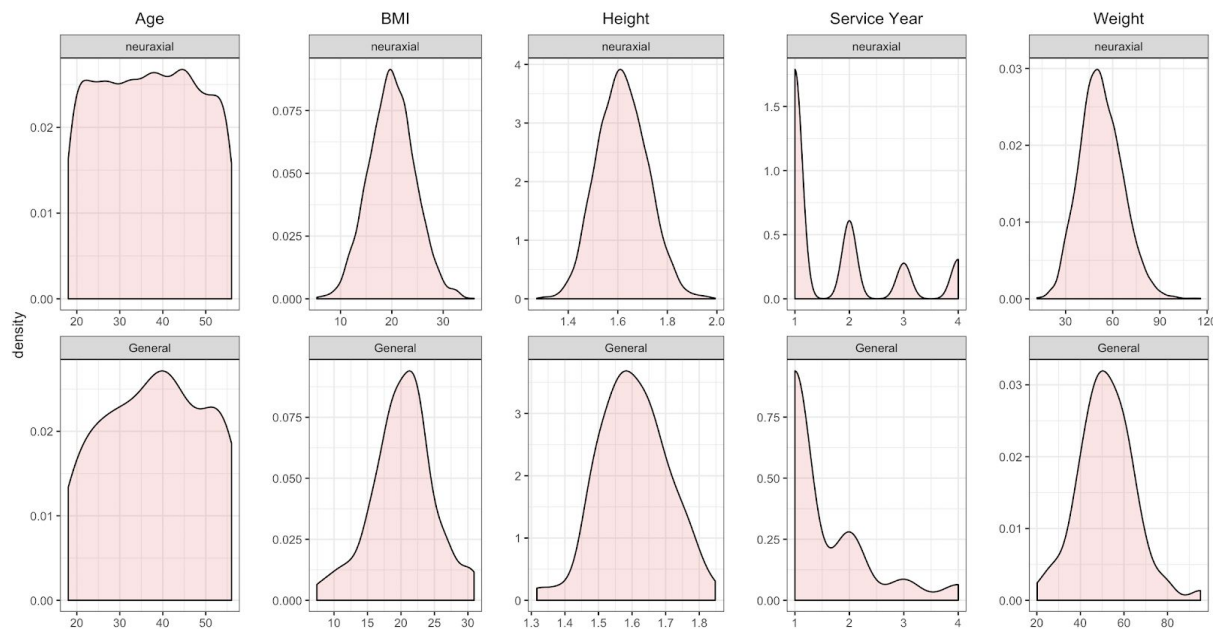 Age BMI Height Service Year Weight
neuraxial neuraxial neuraxial neuraxial neuraxial
0.02
0.01
0.00
20 30 40 50
0.075
0.050
0.025
0.000
10 20 30
4
3
2
1
0
1.4 1.6 1.8 2.0
1.5
1.0
0.5
0.0
1 2 3 4
0.03
0.02
0.01
0.00
30 60 90 120
density
General General General General General
0.02
0.01
0.00
20 30 40 50
0.075
0.050
0.025
0.000
10 15 20 25 30
3
2
1
0
1.3 1.4 1.5 1.6 1.7 1.8
0.75
0.50
0.25
0.00
1 2 3 4
0.03
0.02
0.01
0.00
20 40 60 80